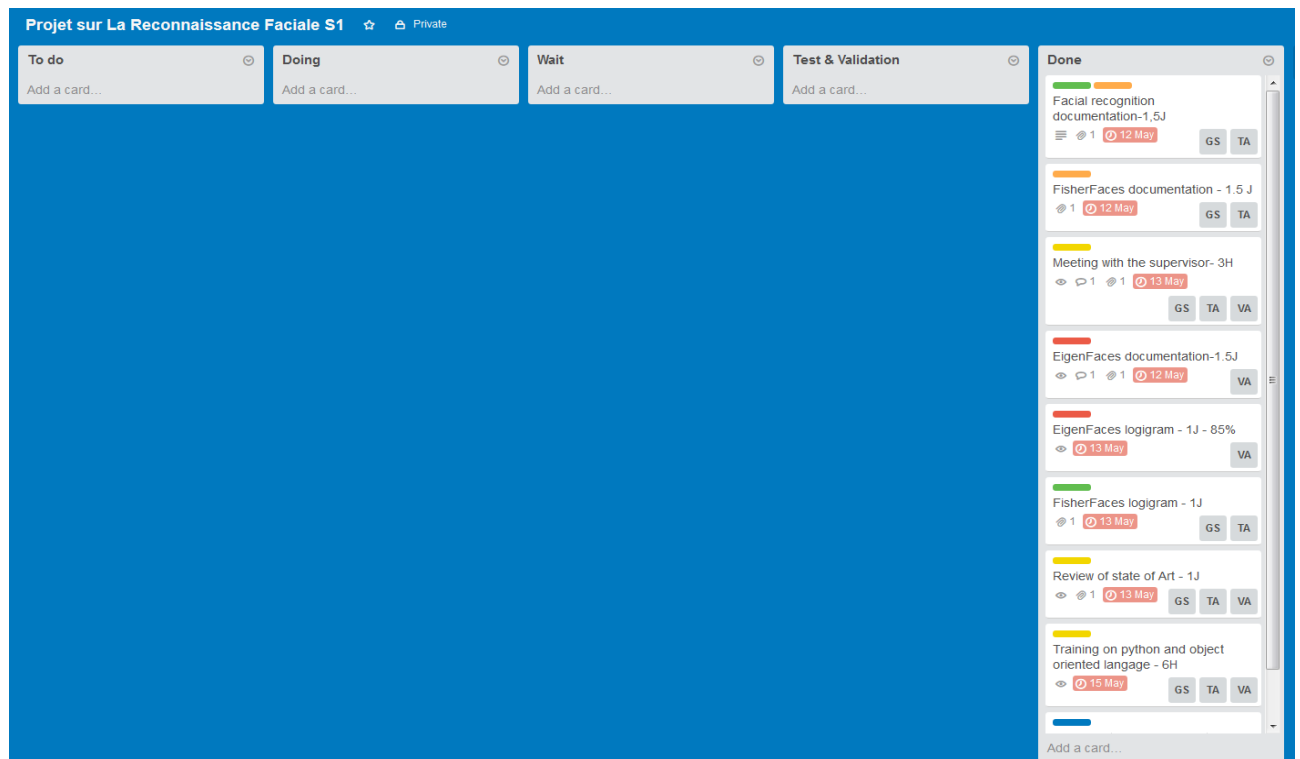 Projet sur La Reconnaissance Faciale S1 Private
To do
Add a card...
Doing
Add a card...
Wait
Add a card...
Test & Validation
Add a card...
Done
Facial recognition
documentation-1,5J
1 12 May
GS TA
FisherFaces documentation - 1.5 J
1 12 May
GS TA
Meeting with the supervisor- 3H
1 1 13 May
GS TA VA
EigenFaces documentation-1.5J
1 1 12 May
VA
EigenFaces logigram - 1J - 85%
13 May
VA
FisherFaces logigram - 1J
1 13 May
GS TA
Review of state of Art - 1J
1 13 May
GS TA VA
Training on python and object
oriented langage - 6H
15 May
GS TA VA
Add a card...